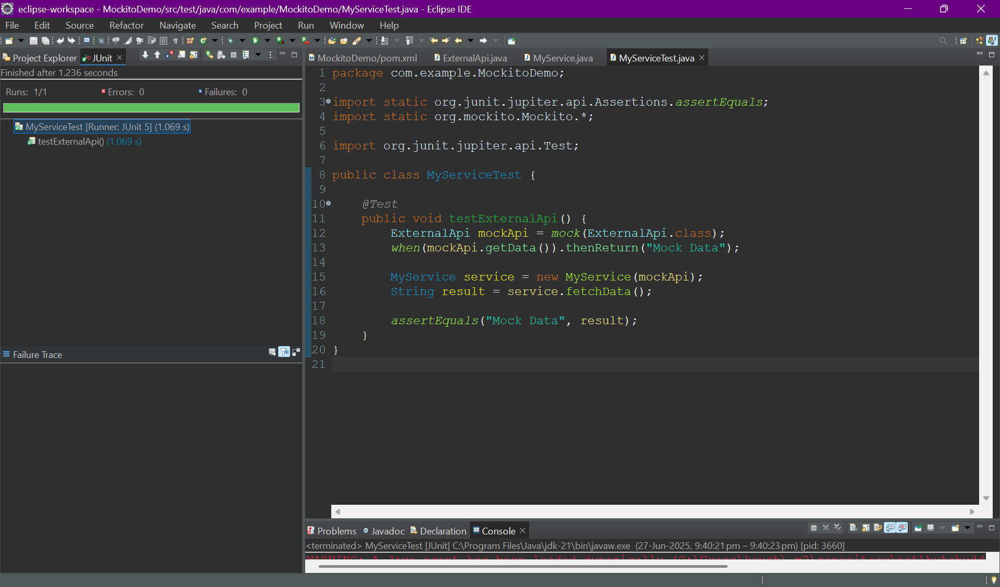 eclipse-workspace - MockitoDemo/src/test/java/com/example/MockitoDemo/MyServiceTest.java - Eclipse IDE
File Edit Source Refactor Navigate Search Project Run Window Help
Project Explorer JUnit
Finished after 1.236 seconds
Runs: 1/1 Errors: 0 Failures: 0
MyServiceTest [Runner: JUnit 5] (1.069 s)
testExternalApi() (1.069 s)
Failure Trace
MockitoDemo/pom.xml ExternalApi.java MyService.java MyServiceTest.java
1 package com.example.MockitoDemo;
2
3 import static org.junit.jupiter.api.Assertions.assertEquals;
4 import static org.mockito.Mockito.*;
5
6 import org.junit.jupiter.api.Test;
7
8 public class MyServiceTest {
9
10 @Test
11 public void testExternalApi() {
12 ExternalApi mockApi = mock(ExternalApi.class);
13 when(mockApi.getData()).thenReturn("Mock Data");
14
15 MyService service = new MyService(mockApi);
16 String result = service.fetchData();
17
18 assertEquals("Mock Data", result);
19 }
20 }
21
Problems Javadoc Declaration Console
<terminated> MyServiceTest [JUnit] C:\Program Files\Java\jdk-21\bin\javaw.exe (27-Jun-2025, 9:40:21 pm – 9:40:23 pm) [pid: 3660]
WARNING: A Java agent has been loaded dynamically